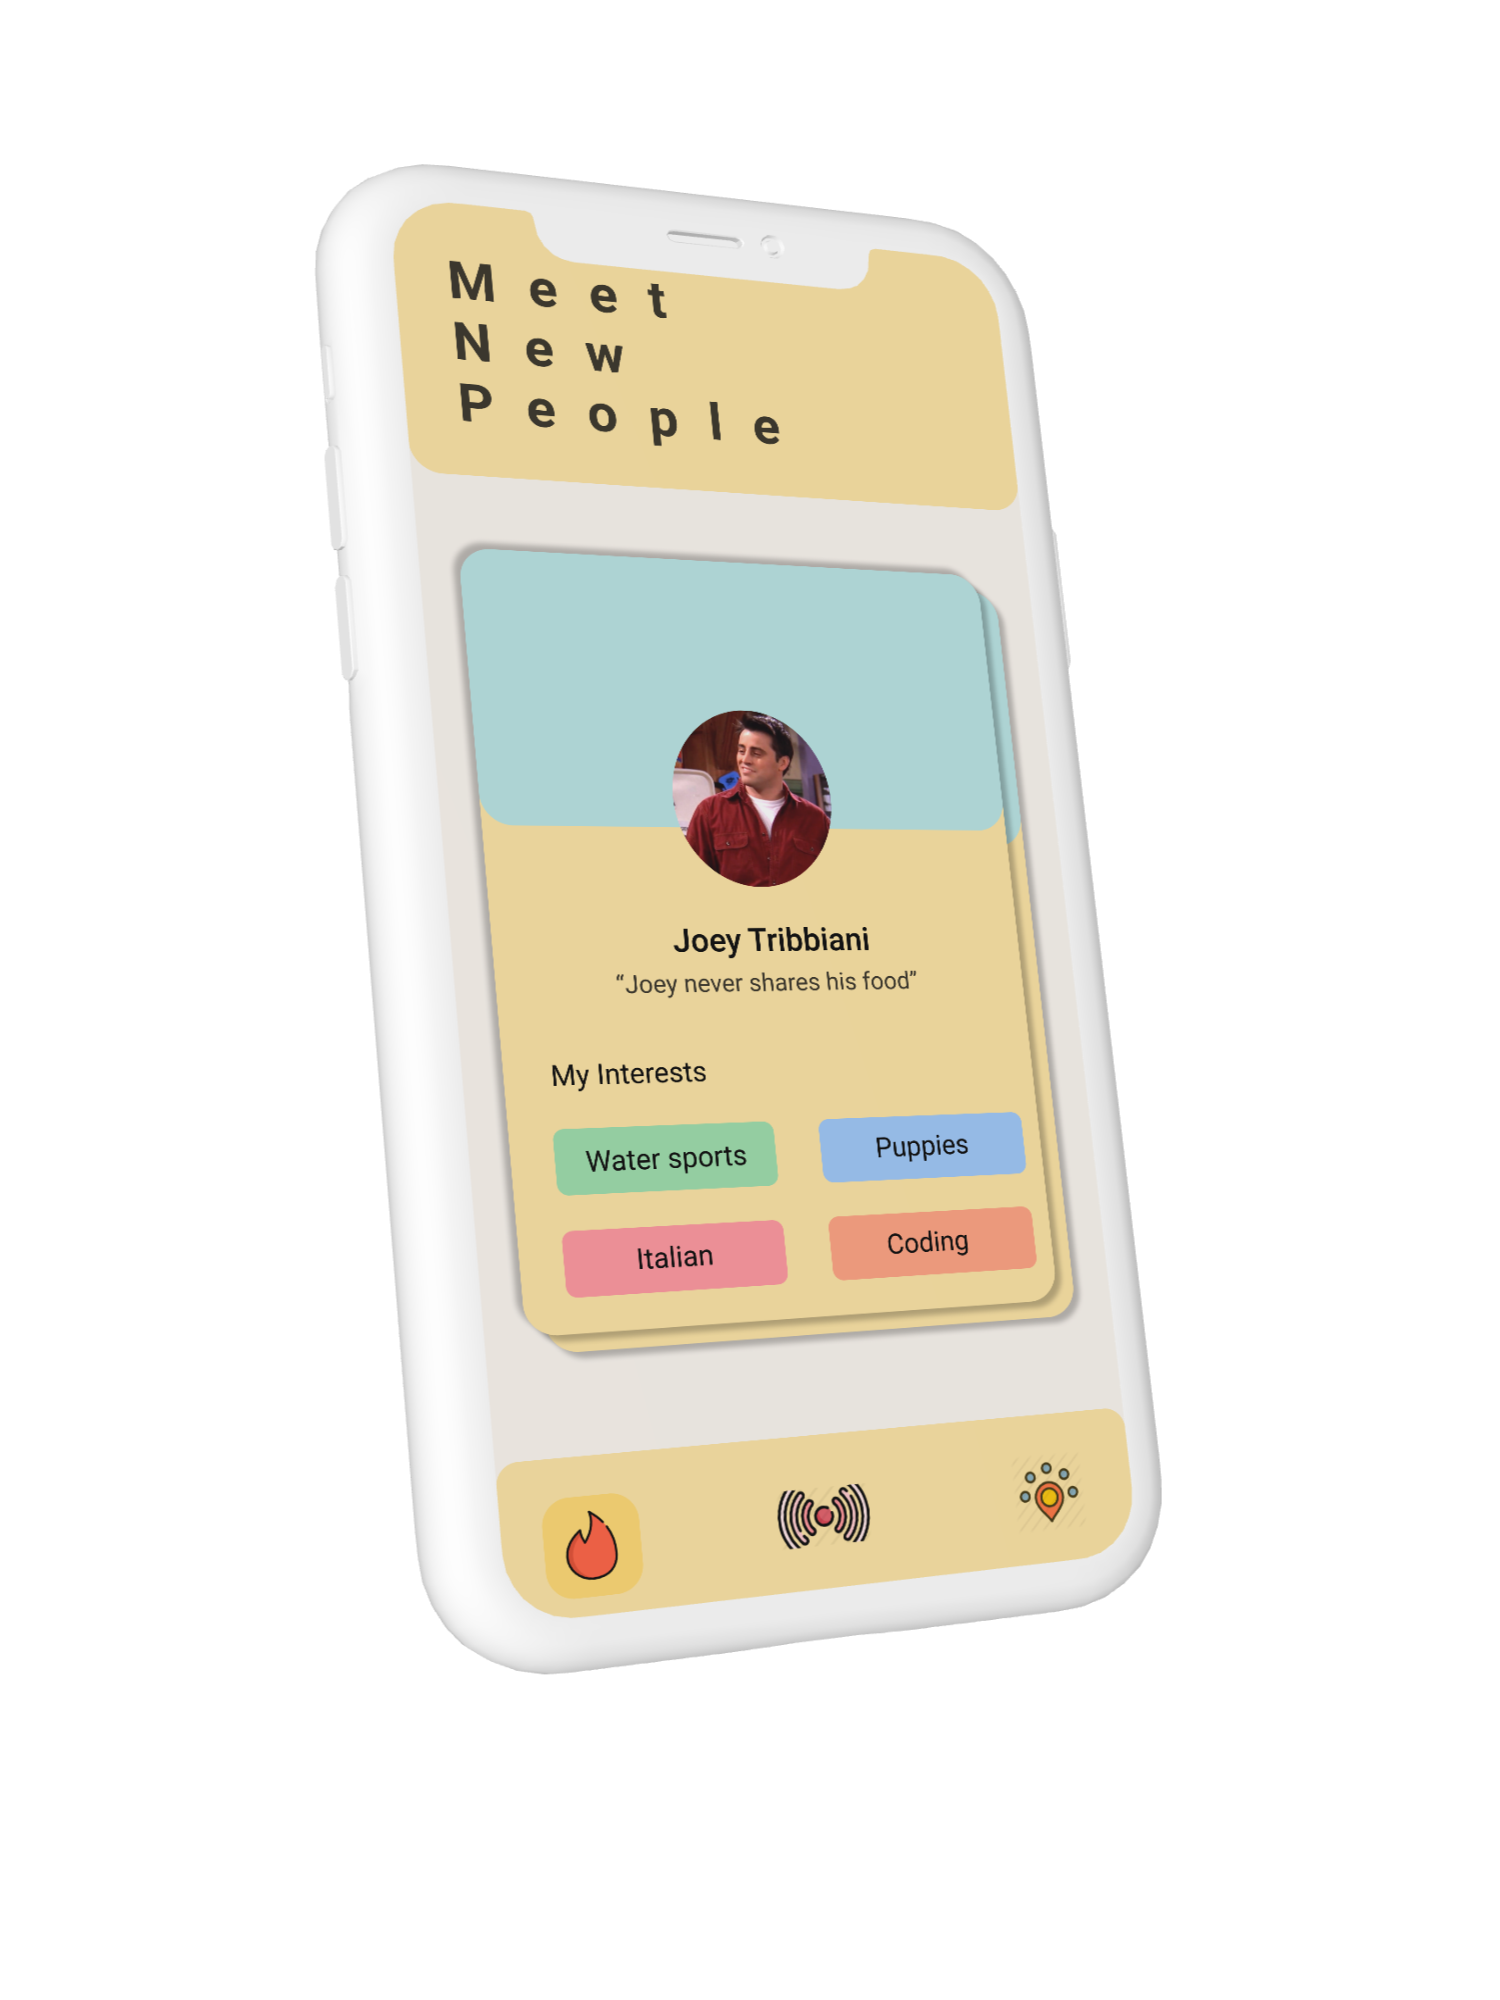 Meet
New
People
Joey Tribbiani
“Joey never shares his food”
My Interests
Water sports
Puppies
Italian
Coding